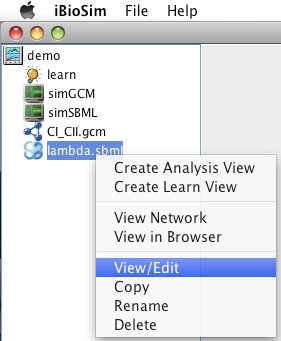 iBioSim File Help
demo
learn
simGCM
simSBML
CI_CII.gcm
lambda.sbml
Create Analysis View
Create Learn View
View Network
View in Browser
View/Edit
Copy
Rename
Delete